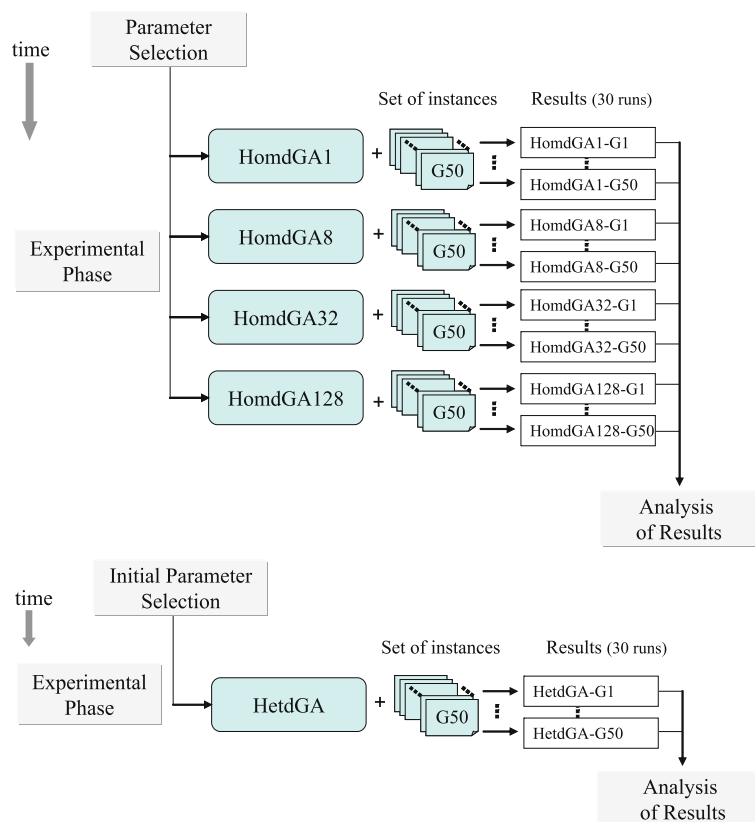 Parameter
Selection
time
Set of instances
Results (30 runs)
HomdGA1
+
G50
HomdGA1-G1
HomdGA1-G50
Experimental
Phase
HomdGA8
+
G50
HomdGA8-G1
HomdGA8-G50
HomdGA32
+
G50
HomdGA32-G1
HomdGA32-G50
HomdGA128
+
G50
HomdGA128-G1
HomdGA128-G50
Analysis
of Results
Initial Parameter
Selection
time
Set of instances
Results (30 runs)
Experimental
Phase
HetdGA
+
G50
HetdGA-G1
HetdGA-G50
Analysis
of Results